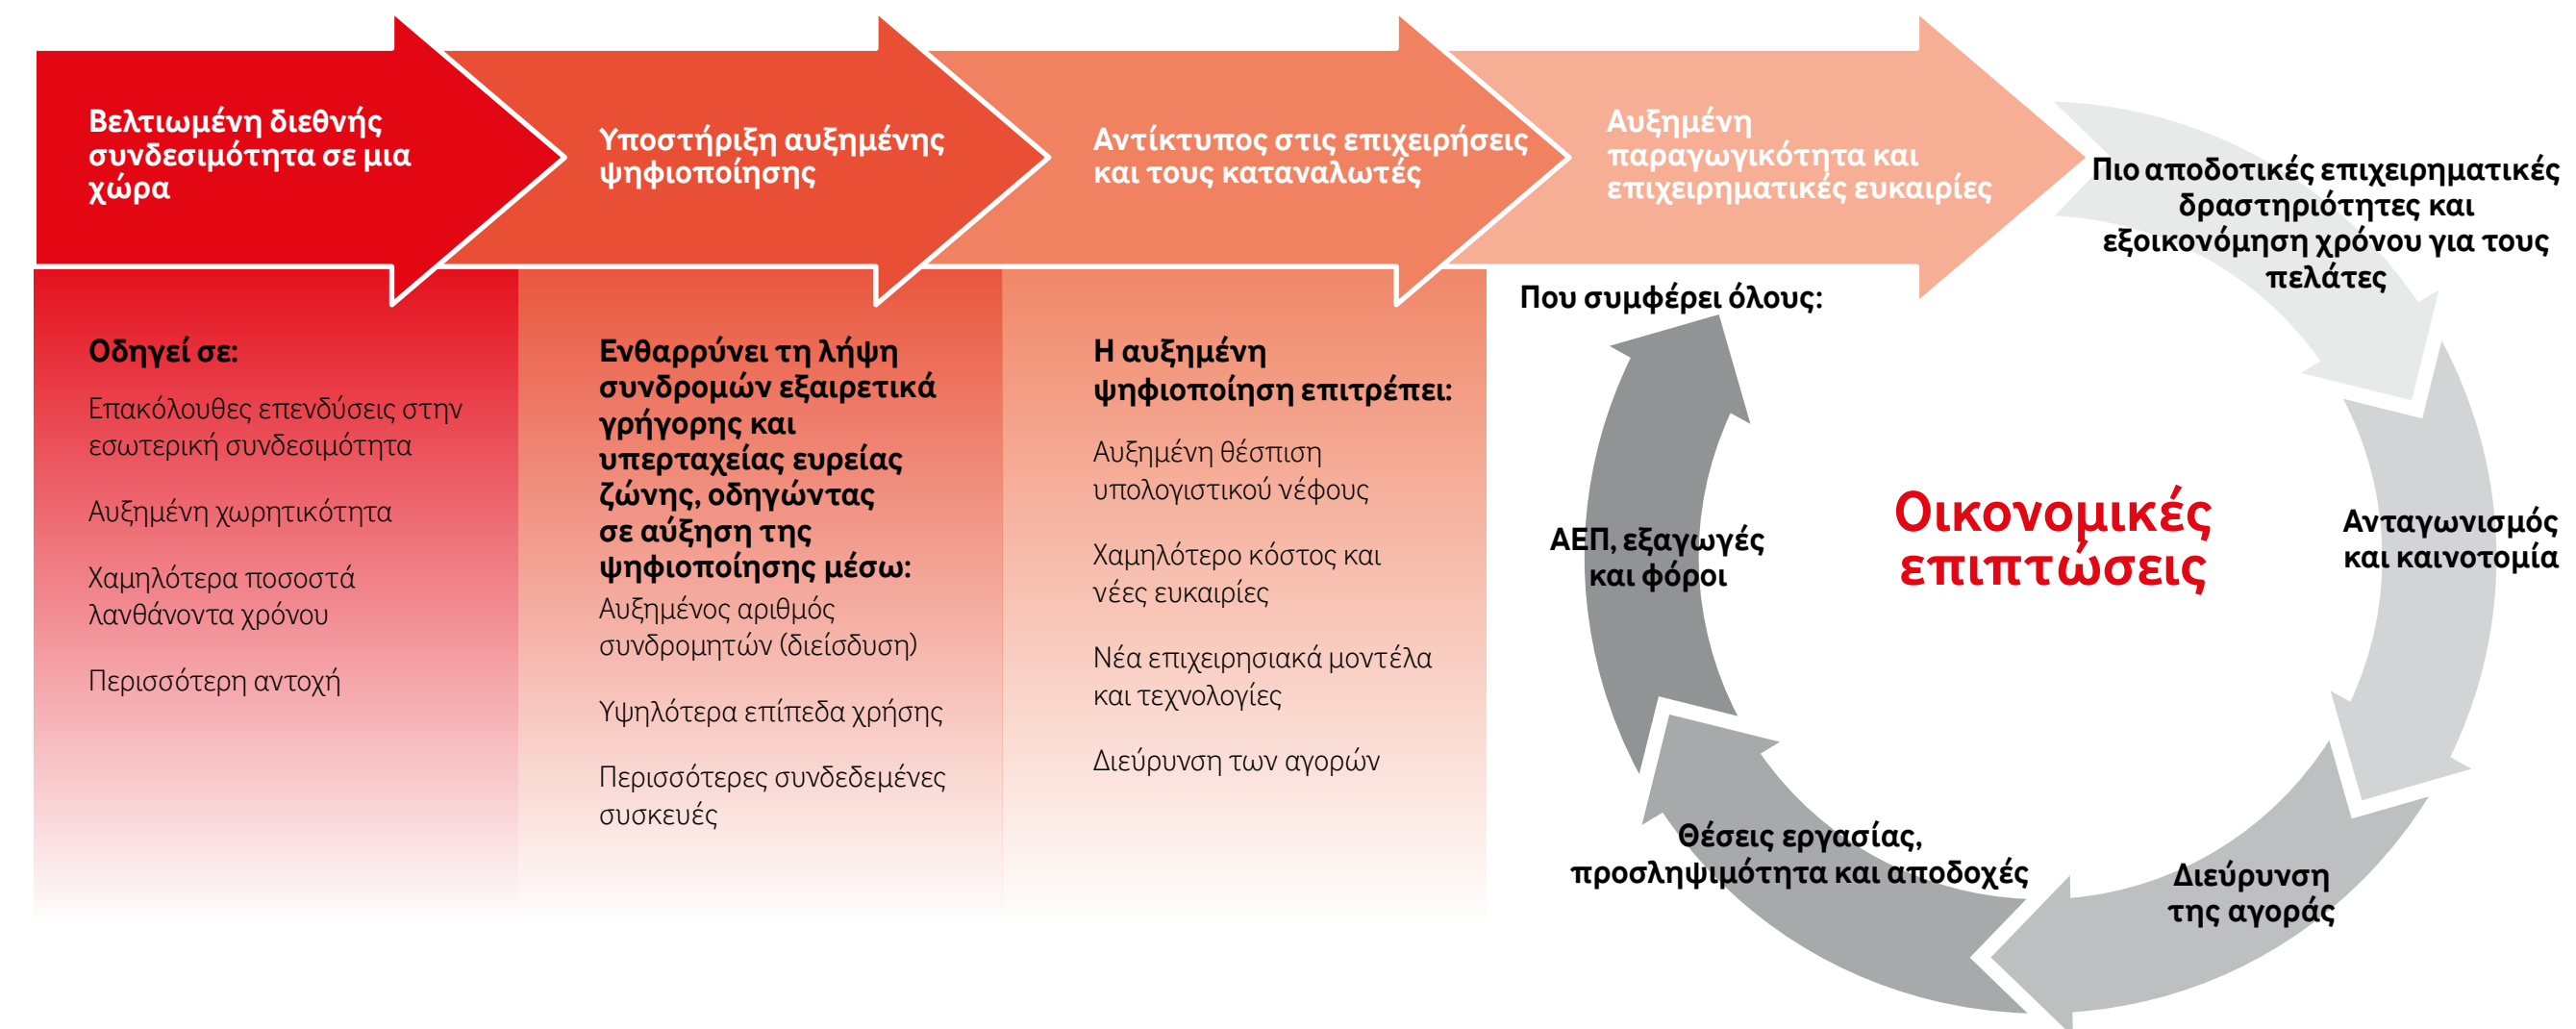 Βελτιωμένη διεθνής
συνδεσιμότητα σε μια
χώρα
Οδηγεί σε:
Επακόλουθες επενδύσεις στην
εσωτερική συνδεσιμότητα
Αυξημένη χωρητικότητα
Χαμηλότερα ποσοστά
λανθάνοντα χρόνου
Περισσότερη αντοχή
Υποστήριξη αυξημένης
ψηφιοποίησης
Ενθαρρύνει τη λήψη
συνδρομών εξαιρετικά
γρήγορης και
υπερταχείας ευρείας
ζώνης, οδηγώντας
σε αύξηση της
ψηφιοποίησης μέσω:
Αυξημένος αριθμός
συνδρομητών (διείσδυση)
Υψηλότερα επίπεδα χρήσης
Περισσότερες συνδεδεμένες
συσκευές
Αντίκτυπος στις επιχειρήσεις
και τους καταναλωτές
Η αυξημένη
ψηφιοποίηση επιτρέπει:
Αυξημένη θέσπιση
υπολογιστικού νέφους
Χαμηλότερο κόστος και
νέες ευκαιρίες
Νέα επιχειρησιακά μοντέλα
και τεχνολογίες
Διεύρυνση των αγορών
Αυξημένη
παραγωγικότητα και
επιχειρηματικές ευκαιρίες
Που συμφέρει όλους:
Πιο αποδοτικές επιχειρηματικές
δραστηριότητες και
εξοικονόμηση χρόνου για τους
πελάτες
Ανταγωνισμός
και καινοτομία
Διεύρυνση
της αγοράς
Θέσεις εργασίας,
προσληψιμότητα και αποδοχές
ΑΕΠ, εξαγωγές
και φόροι
Οικονομικές
επιπτώσεις